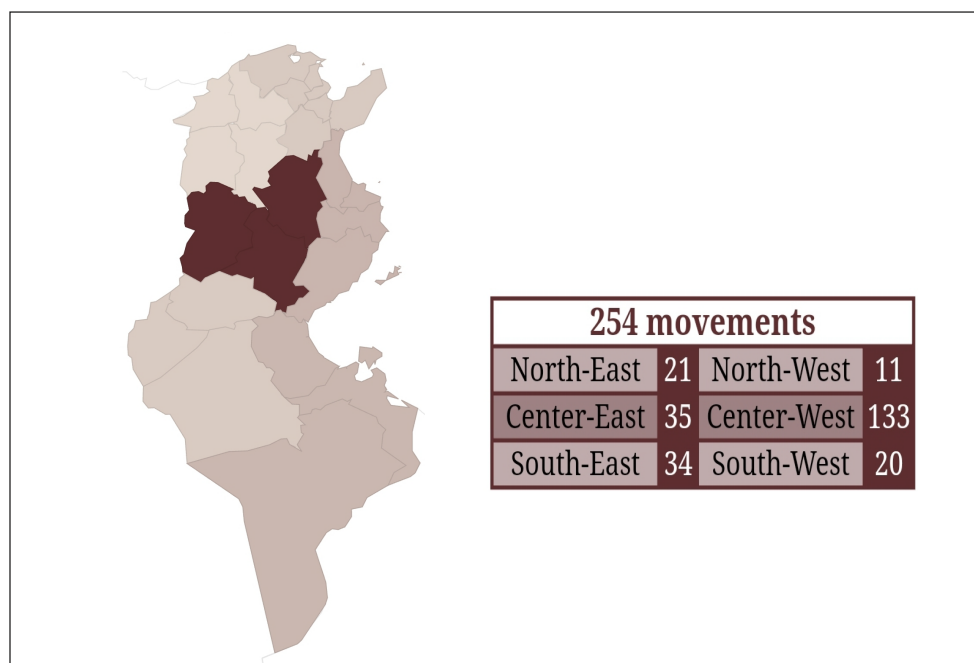 254 movements
North-East 21 North-West 11
Center-East 35 Center-West 133
South-East 34 South-West 20